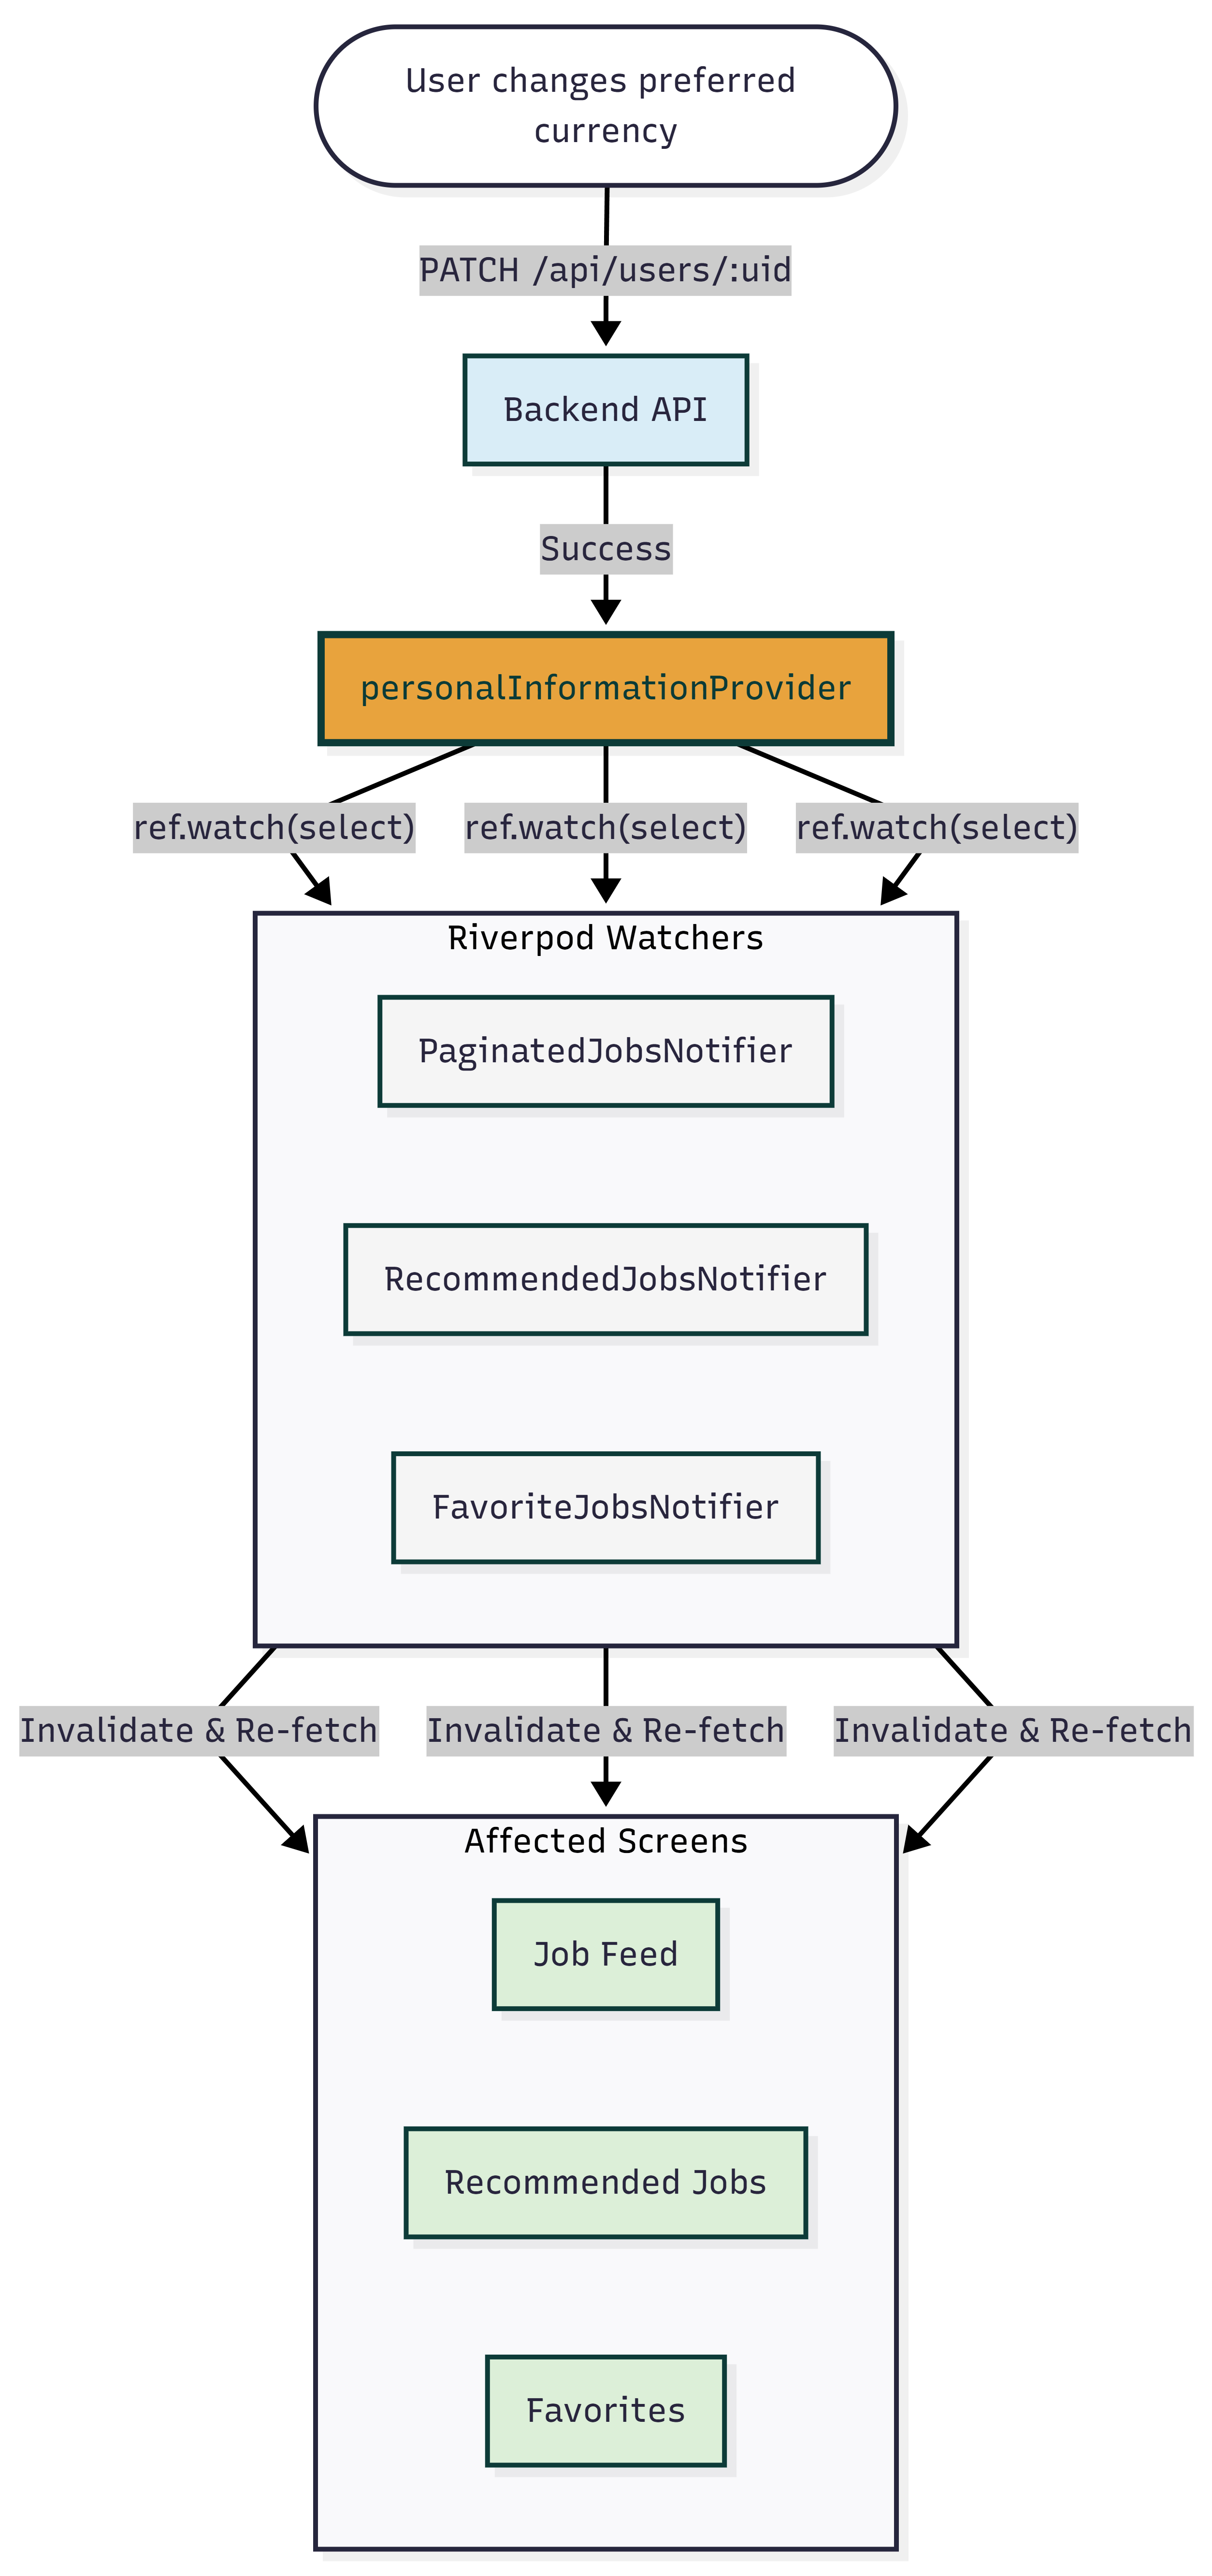 User changes preferred
currency
PATCH /api/users/:uid
Backend API
Success
personalInformationProvider
ref.watch(select)
ref.watch(select)
ref.watch(select)
Riverpod Watchers
PaginatedJobsNotifier
RecommendedJobsNotifier
FavoriteJobsNotifier
Invalidate & Re-fetch
Invalidate & Re-fetch
Invalidate & Re-fetch
Affected Screens
Job Feed
Recommended Jobs
Favorites